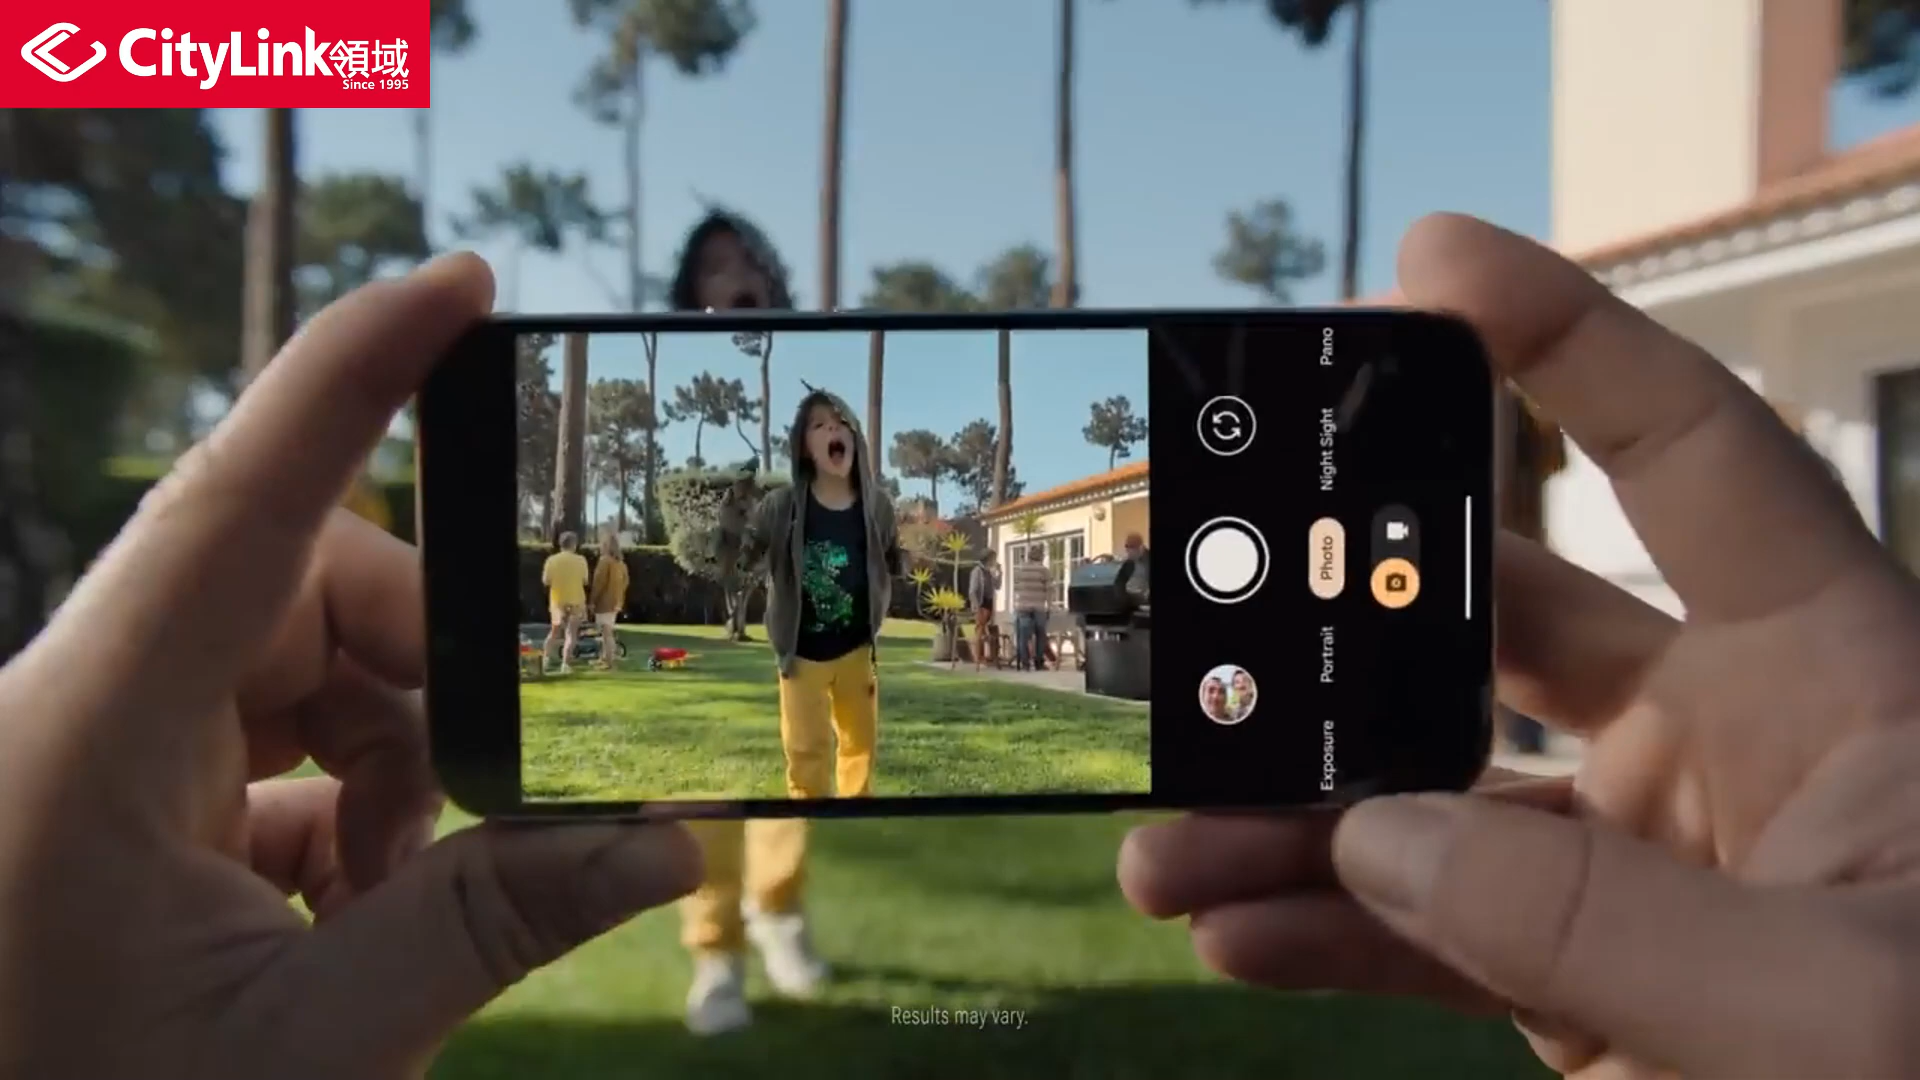 CityLink領域
Since 1995
Pano
Night Sight
Photo
Portrait
Exposure
Results may vary.